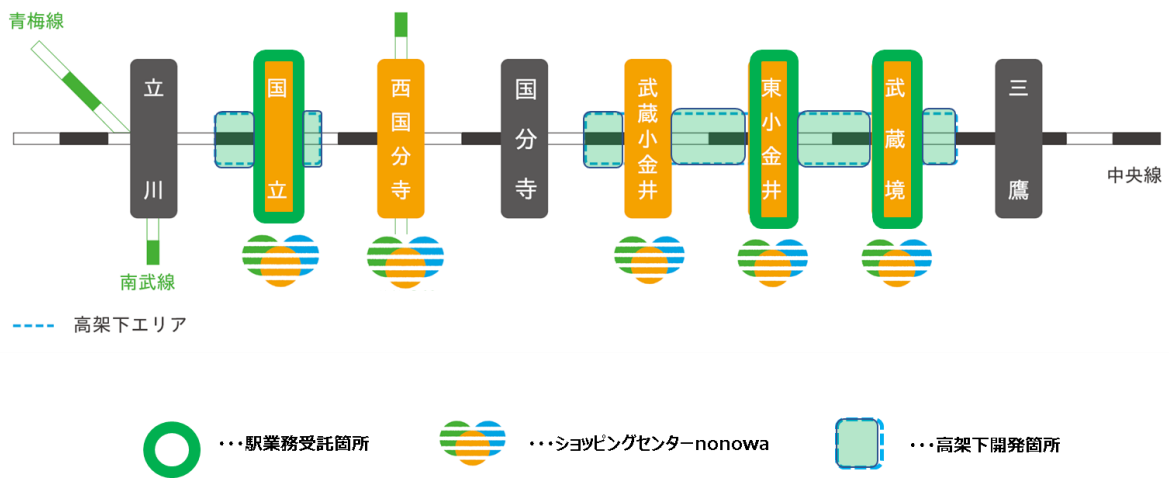 青梅線
立川
国立
西国分寺
国分寺
武蔵小金井
東小金井
武蔵境
三鷹
中央線
南武線
高架下エリア
・・・駅業務受託箇所
・・・ショッピングセンターnonowa
・・・高架下開発箇所